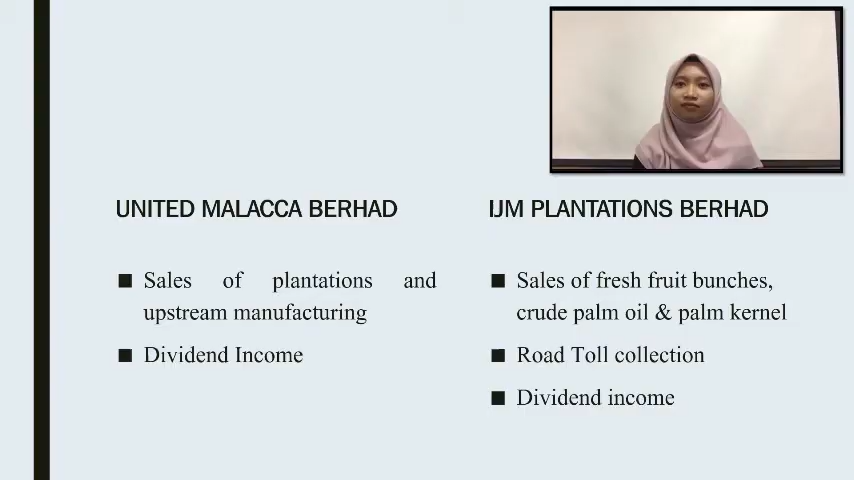 UNITED MALACCA BERHAD
Sales of plantations and
upstream manufacturing
Dividend Income
IJM PLANTATIONS BERHAD
Sales of fresh fruit bunches,
crude palm oil & palm kernel
Road Toll collection
Dividend income